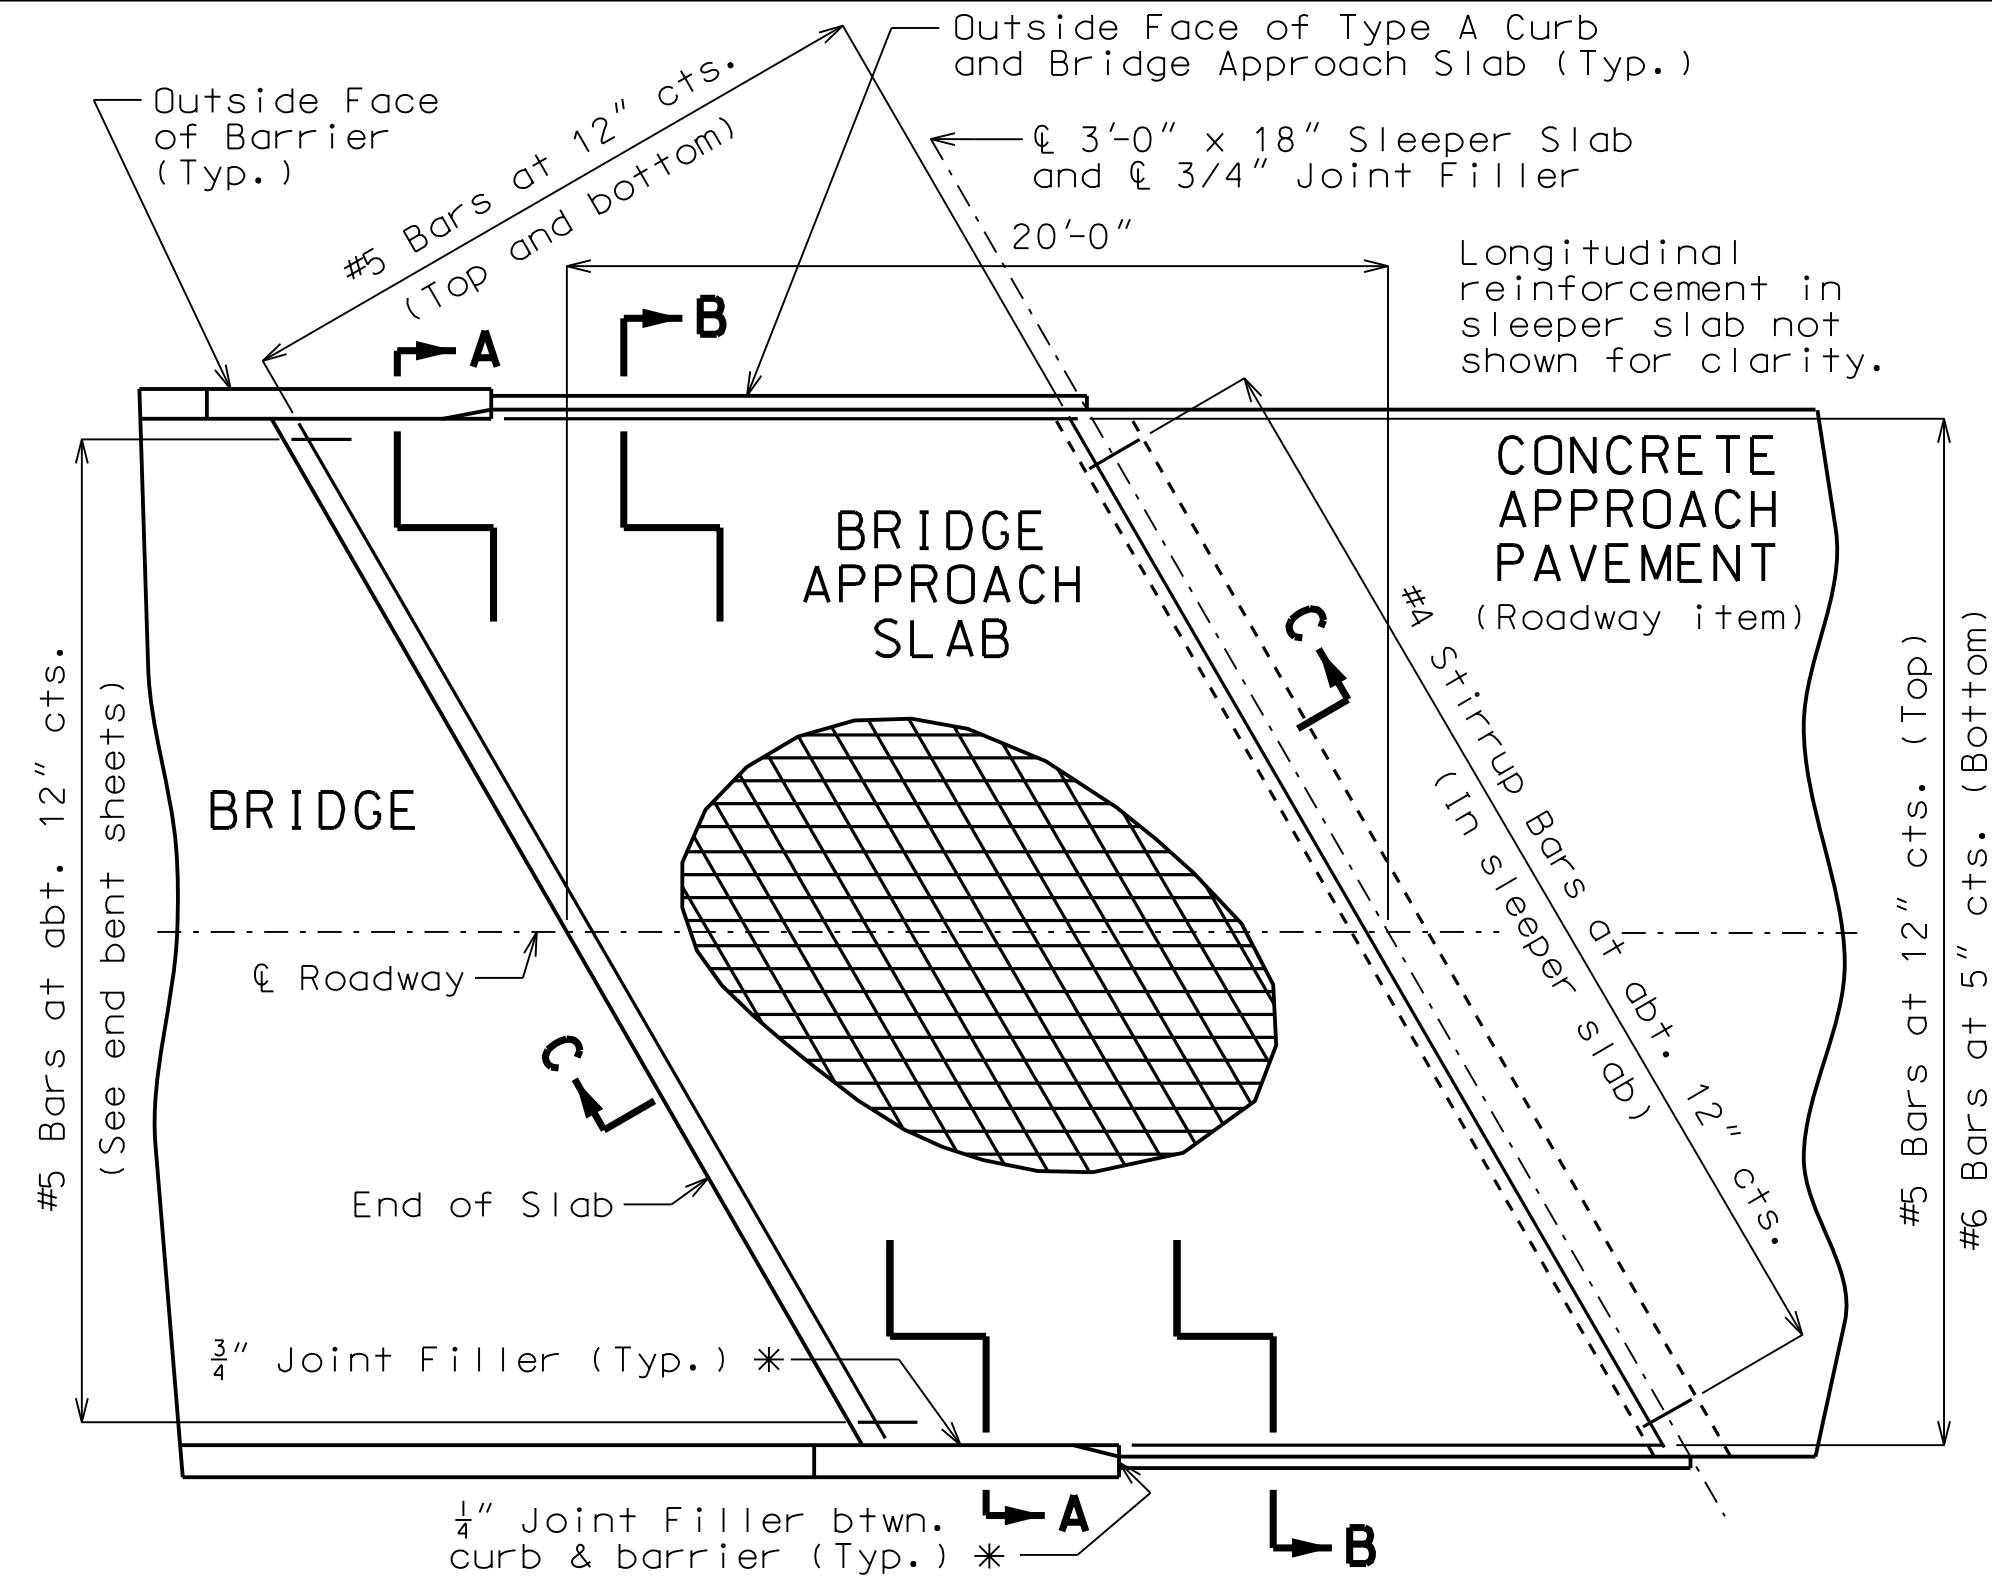 Outside Face of Type A Curb
and Bridge Approach Slab (Typ.)
Outside Face
of Barrier
(Typ.)
#5 Bars at 12" cts.
(Top and bottom)
℄ 3'-0" x 18" Sleeper Slab
and ℄ 3/4" Joint Filler
20'-0"
Longitudinal
reinforcement in
sleeper slab not
shown for clarity.
A
B
CONCRETE
APPROACH
PAVEMENT
(Roadway item)
BRIDGE
APPROACH
SLAB
C
#4 Stirrup Bars at abt. 12" cts.
(In sleeper slab)
#5 Bars at 12" cts. (Top)
#6 Bars at 5" cts. (Bottom)
#5 Bars at abt. 12" cts.
(See end bent sheets)
BRIDGE
℄ Roadway
C
End of Slab
3/4" Joint Filler (Typ.) *
1/4" Joint Filler btwn.
curb & barrier (Typ.) *
A
B